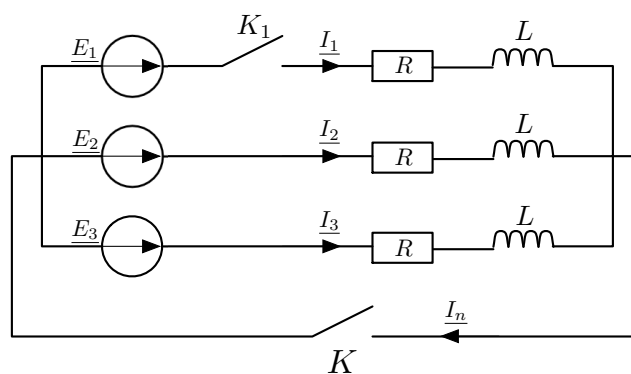 K₁
E₁ I₁ R L
E₂ I₂ R L
E₃ I₃ R L
Iₙ
K